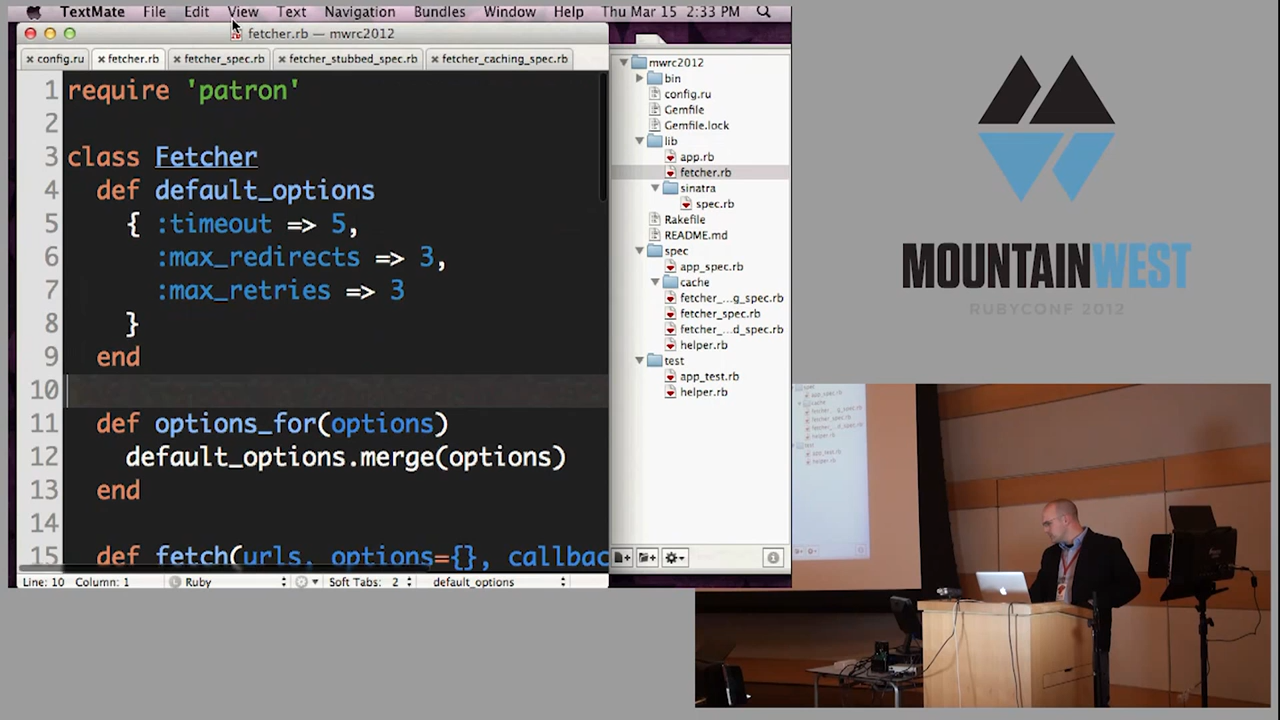 TextMate File Edit View Text Navigation Bundles Window Help Thu Mar 15 2:33 PM
fetcher.rb — mwrc2012
config.ru fetcher.rb fetcher_spec.rb fetcher_stubbed_spec.rb fetcher_caching_spec.rb
1 require 'patron'
2
3 class Fetcher
4 def default_options
5 { :timeout => 5,
6 :max_redirects => 3,
7 :max_retries => 3
8 }
9 end
10
11 def options_for(options)
12 default_options.merge(options)
13 end
14
15 def fetch(urls, options={}, callbac
Line: 10 Column: 1 Ruby Soft Tabs: 2 default_options
mwrc2012
bin
config.ru
Gemfile
Gemfile.lock
lib
app.rb
fetcher.rb
sinatra
spec.rb
Rakefile
README.md
spec
app_spec.rb
cache
fetcher_...g_spec.rb
fetcher_spec.rb
fetcher_...d_spec.rb
helper.rb
test
app_test.rb
helper.rb
MOUNTAINWEST
RUBYCONF 2012